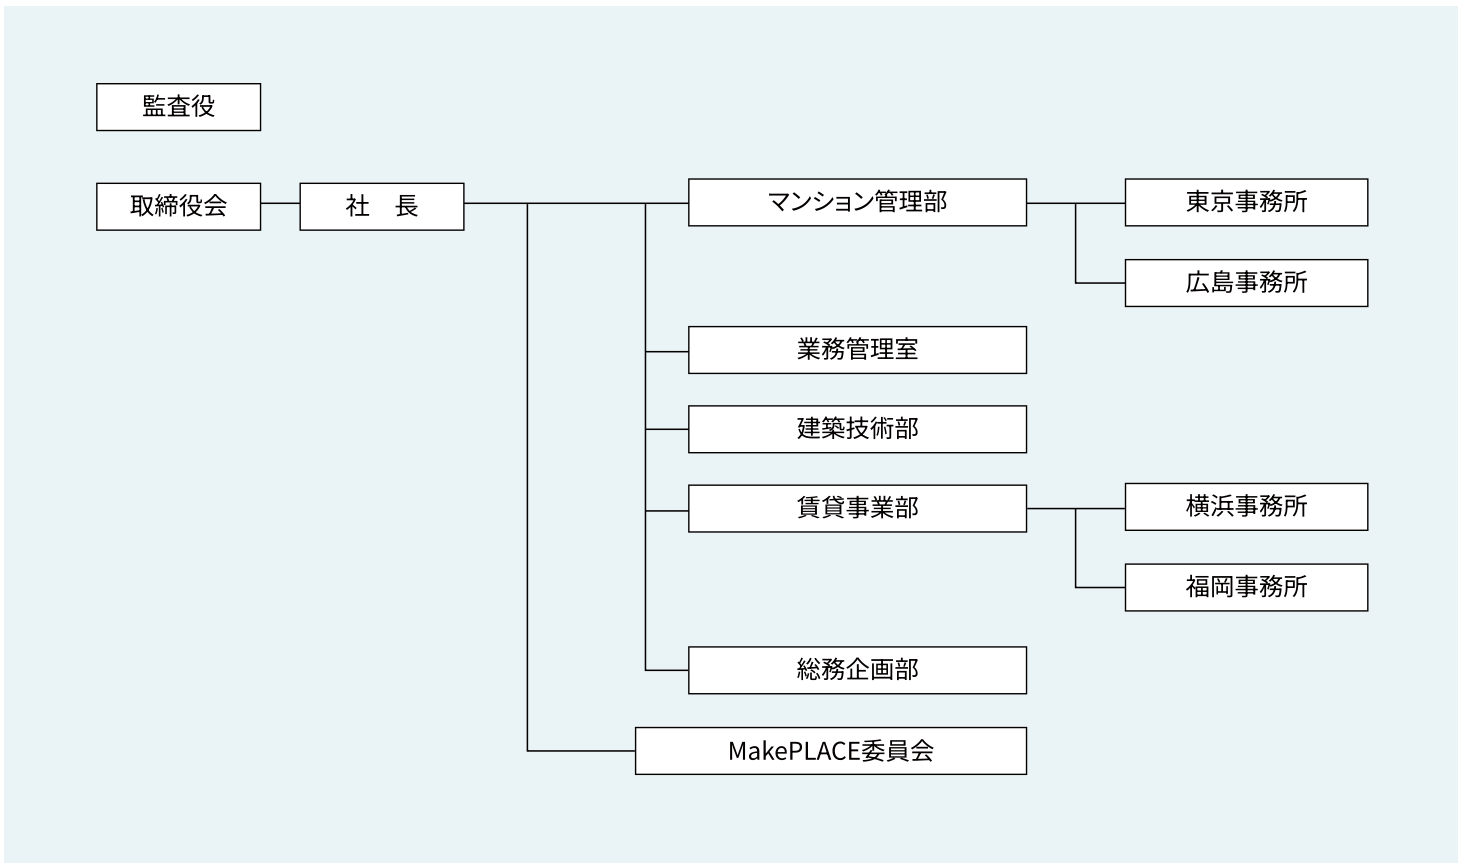 監査役
取締役会
社　長
マンション管理部
東京事務所
広島事務所
業務管理室
建築技術部
賃貸事業部
横浜事務所
福岡事務所
総務企画部
MakePLACE委員会